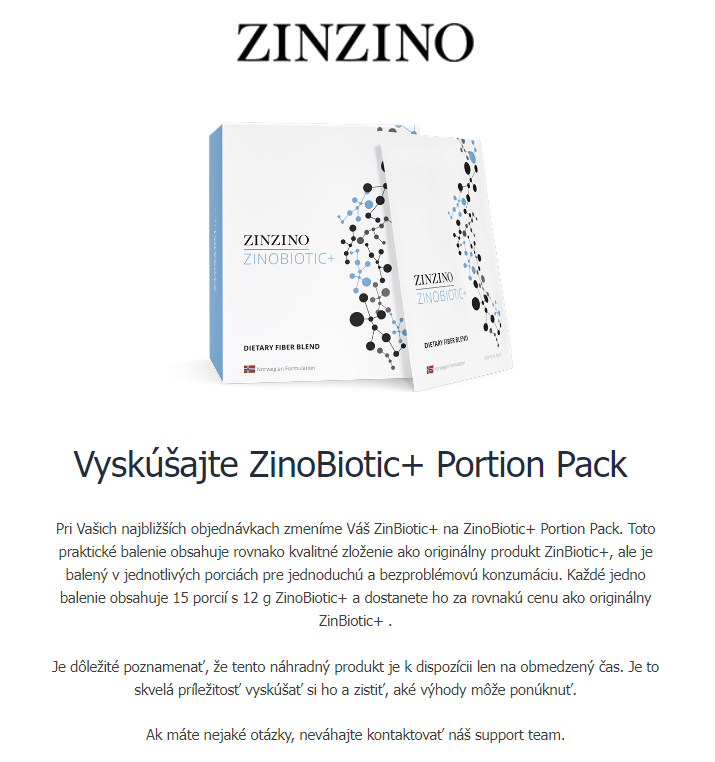 ZINZINO
ZINZINO
ZINOBIOTIC+
DIETARY FIBER BLEND
Norwegian Formulation
ZINZINO
ZINOBIOTIC+
DIETARY FIBER BLEND
Norwegian Formulation
Vyskúšajte ZinoBiotic+ Portion Pack
Pri Vašich najbližších objednávkach zmeníme Váš ZinBiotic+ na ZinoBiotic+ Portion Pack. Toto
praktické balenie obsahuje rovnako kvalitné zloženie ako originálny produkt ZinBiotic+, ale je
balený v jednotlivých porciách pre jednoduchú a bezproblémovú konzumáciu. Každé jedno
balenie obsahuje 15 porcií s 12 g ZinoBiotic+ a dostanete ho za rovnakú cenu ako originálny
ZinBiotic+ .
Je dôležité poznamenať, že tento náhradný produkt je k dispozícii len na obmedzený čas. Je to
skvelá príležitosť vyskúšať si ho a zistiť, aké výhody môže ponúknuť.
Ak máte nejaké otázky, neváhajte kontaktovať náš support team.